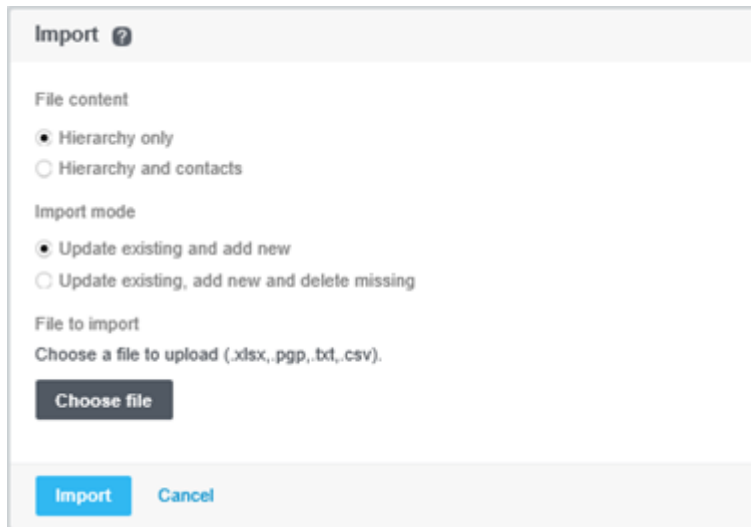 Import ?
File content
Hierarchy only
Hierarchy and contacts
Import mode
Update existing and add new
Update existing, add new and delete missing
File to import
Choose a file to upload (.xlsx,.pgp,.txt,.csv).
Choose file
Import Cancel